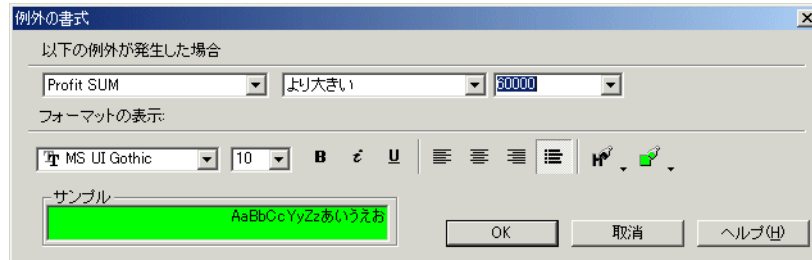 例外の書式
以下の例外が発生した場合
Profit SUM より大きい 60000
フォーマットの表示:
MS UI Gothic 10 B i U
サンプル
AaBbCcYyZzあいうえお
OK 取消 ヘルプ(H)